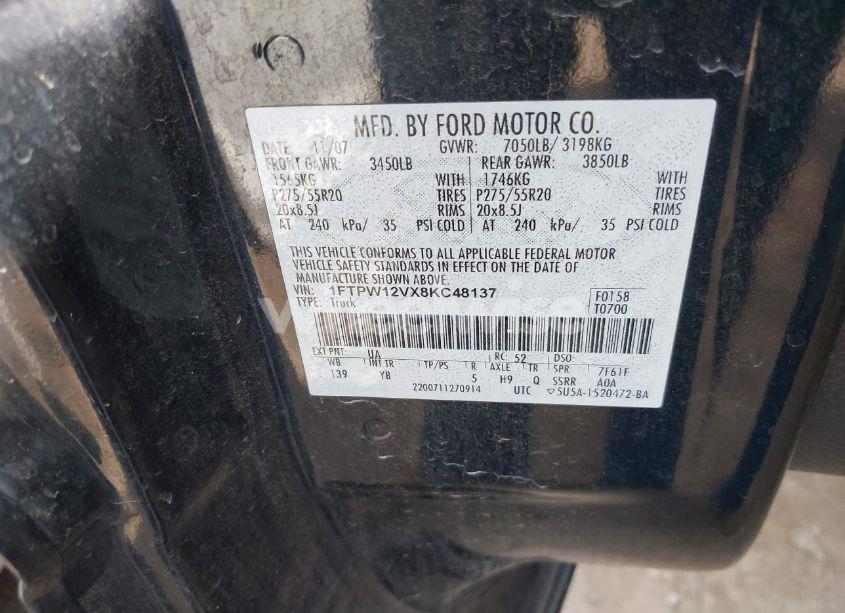 MFD. BY FORD MOTOR CO.
DATE: 11/07 GVWR: 7050LB/ 3198KG
FRONT GAWR: 3450LB REAR GAWR: 3850LB
1565KG WITH 1746KG WITH
P275/55R20 TIRES P275/55R20 TIRES
20x8.5J RIMS 20x8.5J RIMS
AT 240 kPa/ 35 PSI COLD AT 240 kPa/ 35 PSI COLD
THIS VEHICLE CONFORMS TO ALL APPLICABLE FEDERAL MOTOR
VEHICLE SAFETY STANDARDS IN EFFECT ON THE DATE OF
MANUFACTURE SHOWN ABOVE.
VIN: 1FTPW12VX8KC48137 F0158
TYPE: Truck T0700
EXT PNT: UA RC: 52 DSO:
WB INT TR TP/PS R AXLE TR SPR 7F61F
139 YB 5 H9 Q SSRR A0A
2200711270914 UTC ▽5U5A-1520472-BA